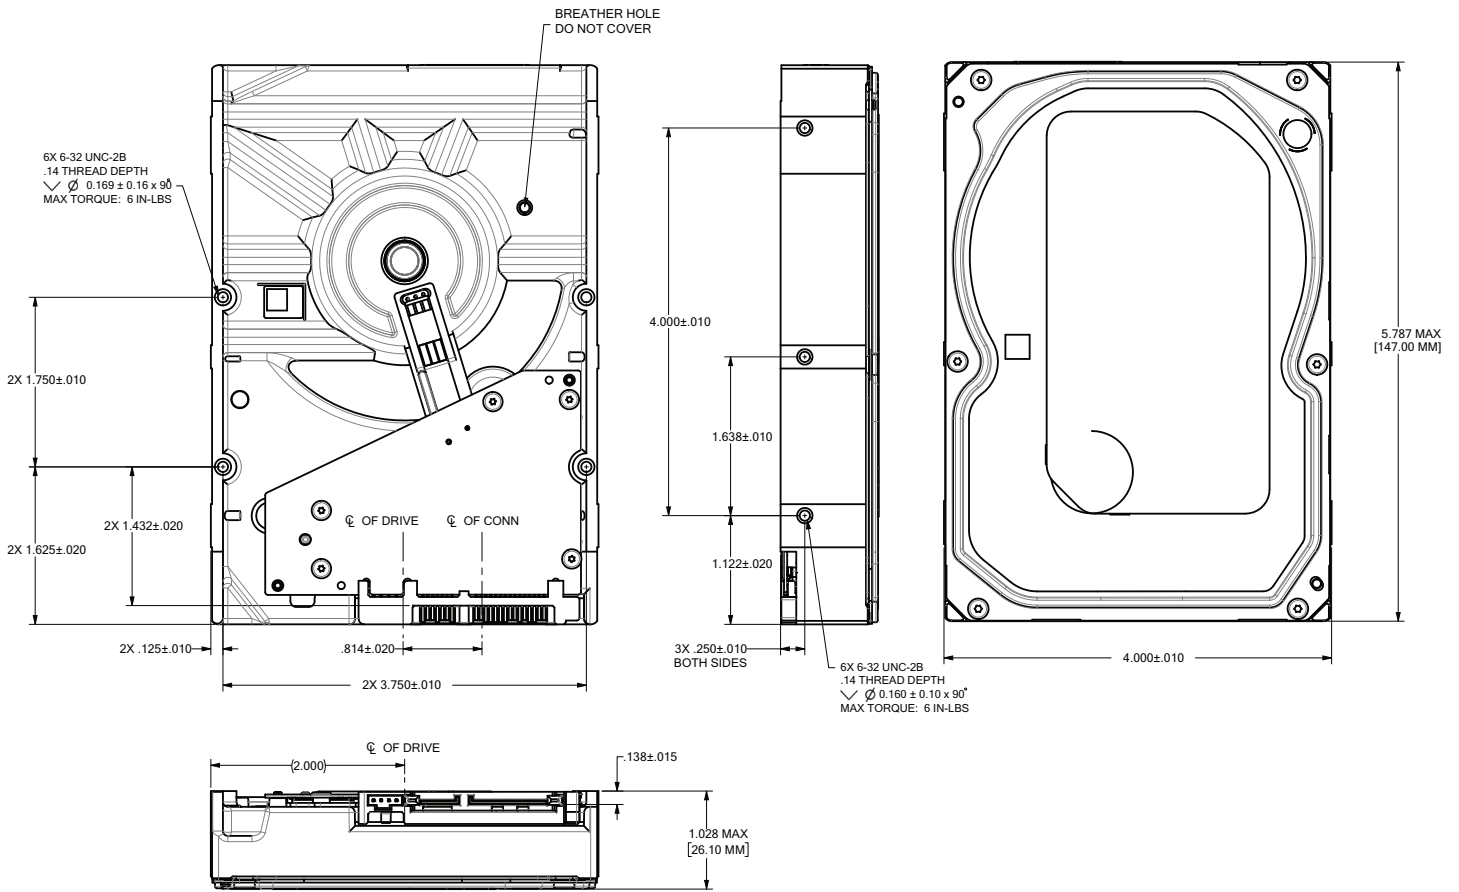 BREATHER HOLE
DO NOT COVER
6X 6-32 UNC-2B
.14 THREAD DEPTH
⌵ Ø 0.169 ± 0.16 x 90°
MAX TORQUE: 6 IN-LBS
2X 1.750±.010
2X 1.432±.020
2X 1.625±.020
℄ OF DRIVE
℄ OF CONN
2X .125±.010
.814±.020
2X 3.750±.010
4.000±.010
1.638±.010
1.122±.020
3X .250±.010
BOTH SIDES
6X 6-32 UNC-2B
.14 THREAD DEPTH
⌵ Ø 0.160 ± 0.10 x 90°
MAX TORQUE: 6 IN-LBS
5.787 MAX
[147.00 MM]
4.000±.010
℄ OF DRIVE
(2.000)
.138±.015
1.028 MAX
[26.10 MM]